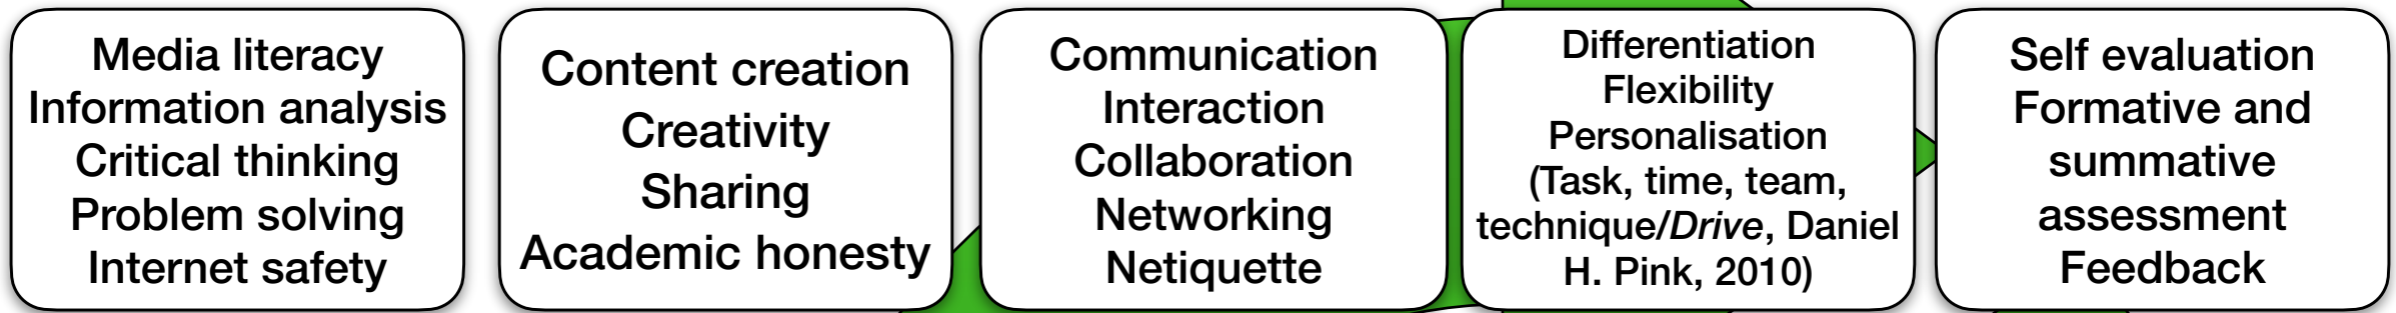 Media literacy
Information analysis
Critical thinking
Problem solving
Internet safety
Content creation
Creativity
Sharing
Academic honesty
Communication
Interaction
Collaboration
Networking
Netiquette
Differentiation
Flexibility
Personalisation
(Task, time, team,
technique/Drive, Daniel
H. Pink, 2010)
Self evaluation
Formative and
summative
assessment
Feedback